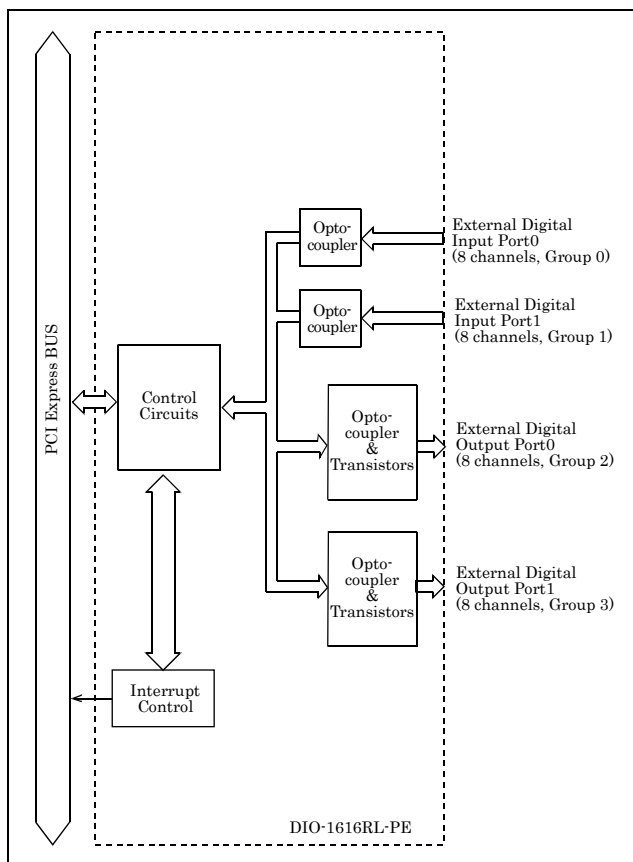 PCI Express BUS
Opto-
coupler
External Digital
Input Port0
(8 channels, Group 0)
Opto-
coupler
External Digital
Input Port1
(8 channels, Group 1)
Control
Circuits
Opto-
coupler
&
Transistors
External Digital
Output Port0
(8 channels, Group 2)
Opto-
coupler
&
Transistors
External Digital
Output Port1
(8 channels, Group 3)
Interrupt
Control
DIO-1616RL-PE